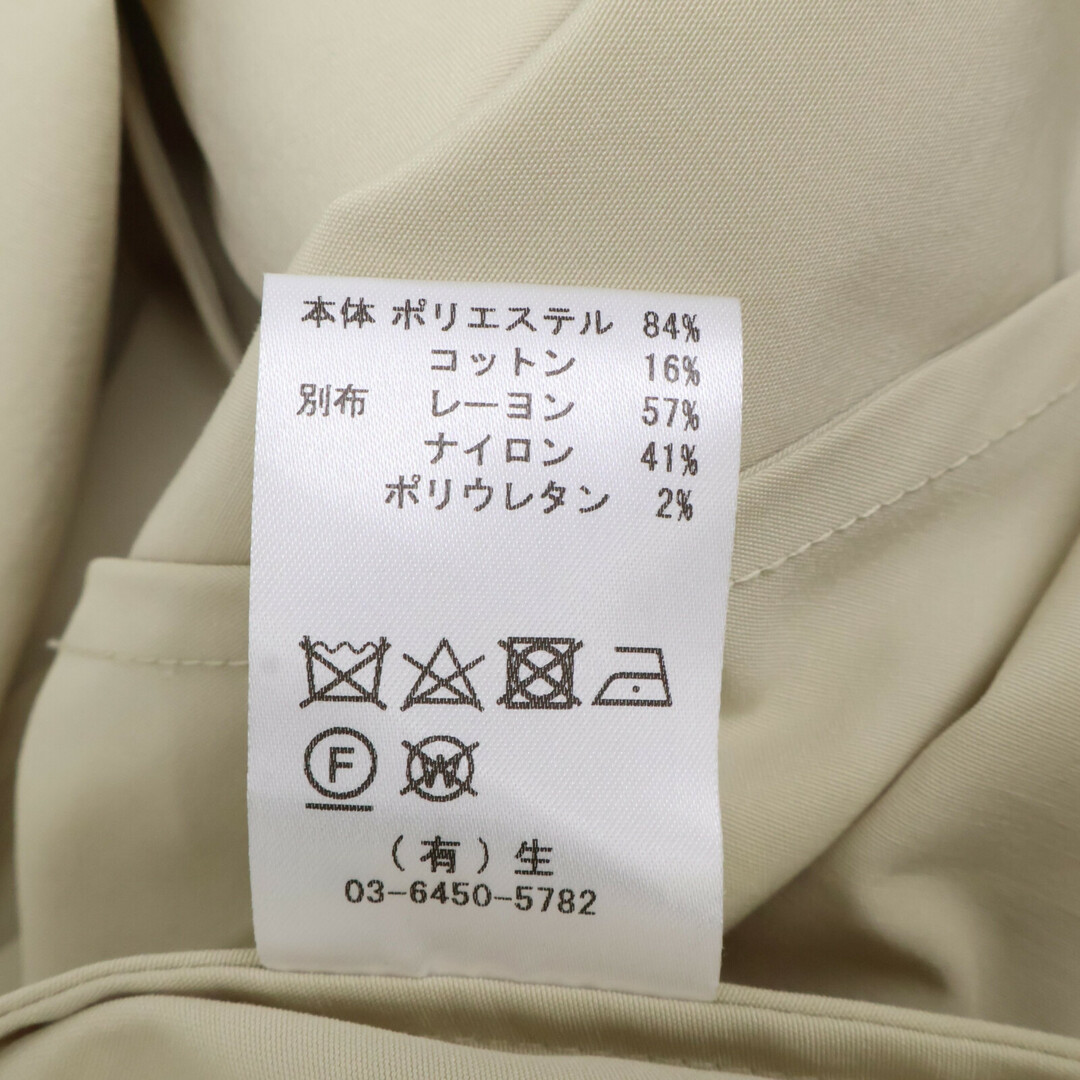 本体 ポリエステル 84%
コットン 16%
別布 レーヨン 57%
ナイロン 41%
ポリウレタン 2%
F W
(有)生
03-6450-5782